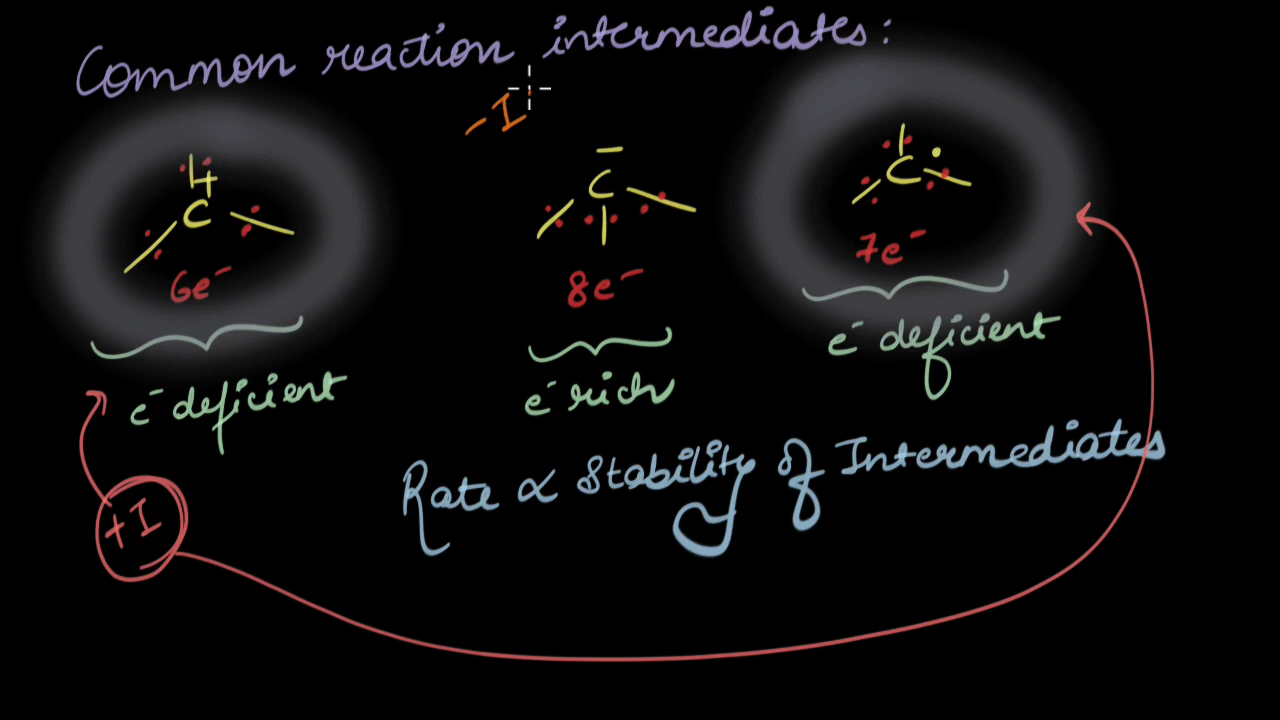 Common reaction intermediates:
-I
C
+
6e⁻
C
−
8e⁻
C
7e⁻
e⁻ deficient
e⁻ rich
e⁻ deficient
Rate ∝ Stability of Intermediates
+I